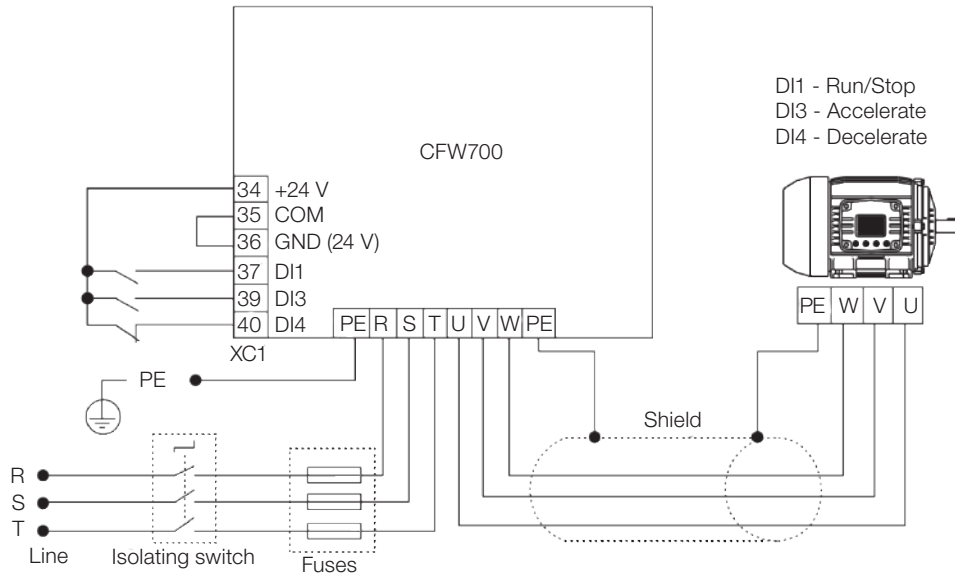 DI1 - Run/Stop
DI3 - Accelerate
DI4 - Decelerate
CFW700
34 +24 V
35 COM
36 GND (24 V)
37 DI1
39 DI3
40 DI4
XC1
PE R S T U V W PE
PE W V U
PE
Shield
R
S
T
Line
Isolating switch
Fuses